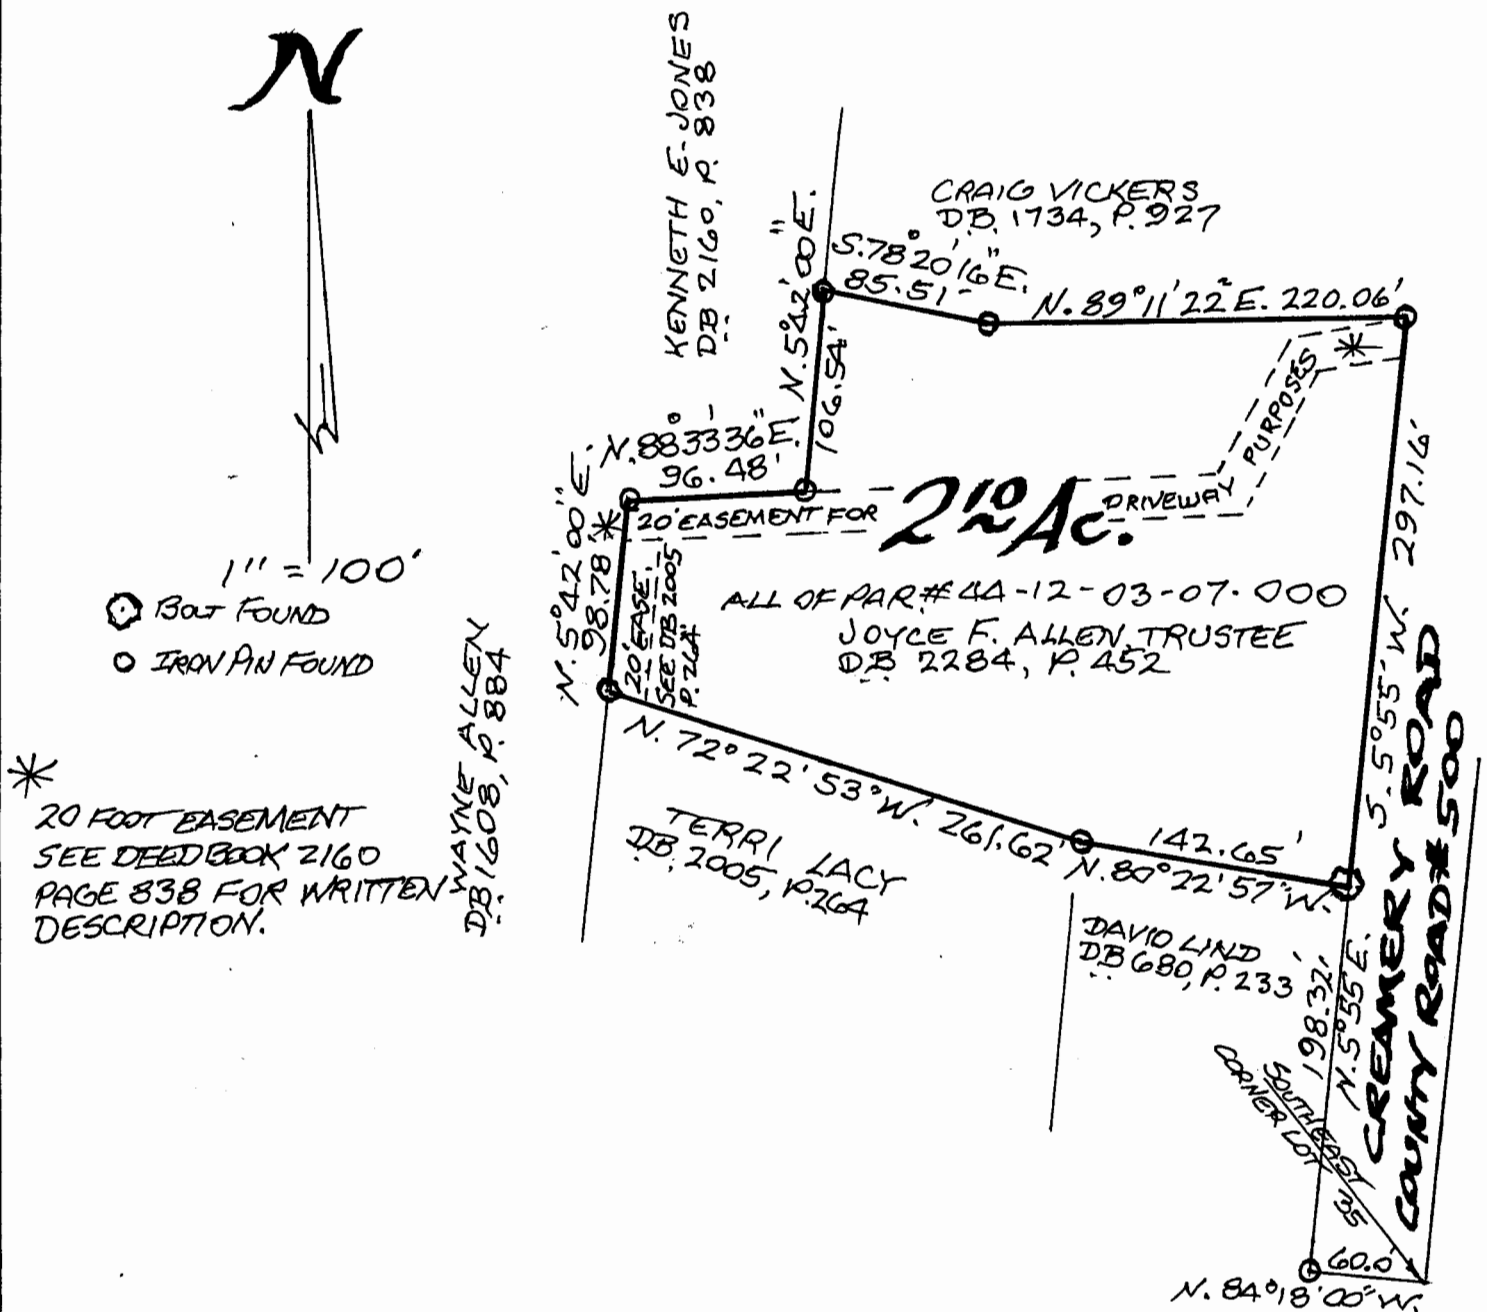 N
1" = 100'
BOLT FOUND
IRON PIN FOUND
*
20 FOOT EASEMENT
SEE DEED BOOK 2160
PAGE 838 FOR WRITTEN
DESCRIPTION.
KENNETH E. JONES
DB 2160, P. 838
CRAIG VICKERS
DB. 1734, P. 927
N. 5° 42' 00" E.
106.54'
S. 78° 20' 16" E.
85.51'
N. 89° 11' 22" E. 220.06'
N. 88° 33' 36" E.
96.48'
*
20' EASEMENT FOR
DRIVEWAY
PURPOSES
*
2.10 Ac.
N. 5° 42' 00" E.
98.78'
20' EASE.
SEE DB 2005
P. 264
ALL OF PAR.# 44-12-03-07.000
JOYCE F. ALLEN, TRUSTEE
DB 2284, P. 452
S. 5° 55' W. 297.16'
WAYNE ALLEN
DB 1608, P. 884
N. 72° 22' 53" W. 261.62'
142.65'
N. 80° 22' 57" W.
TERRI LACY
DB. 2005, P. 264
DAVID LIND
DB 680, P. 233
198.32'
N. 5° 55' E.
CREAMERY ROAD
COUNTY ROAD # 500
SOUTHEAST
CORNER LOT 35
60.0'
N. 84° 18' 00" W.